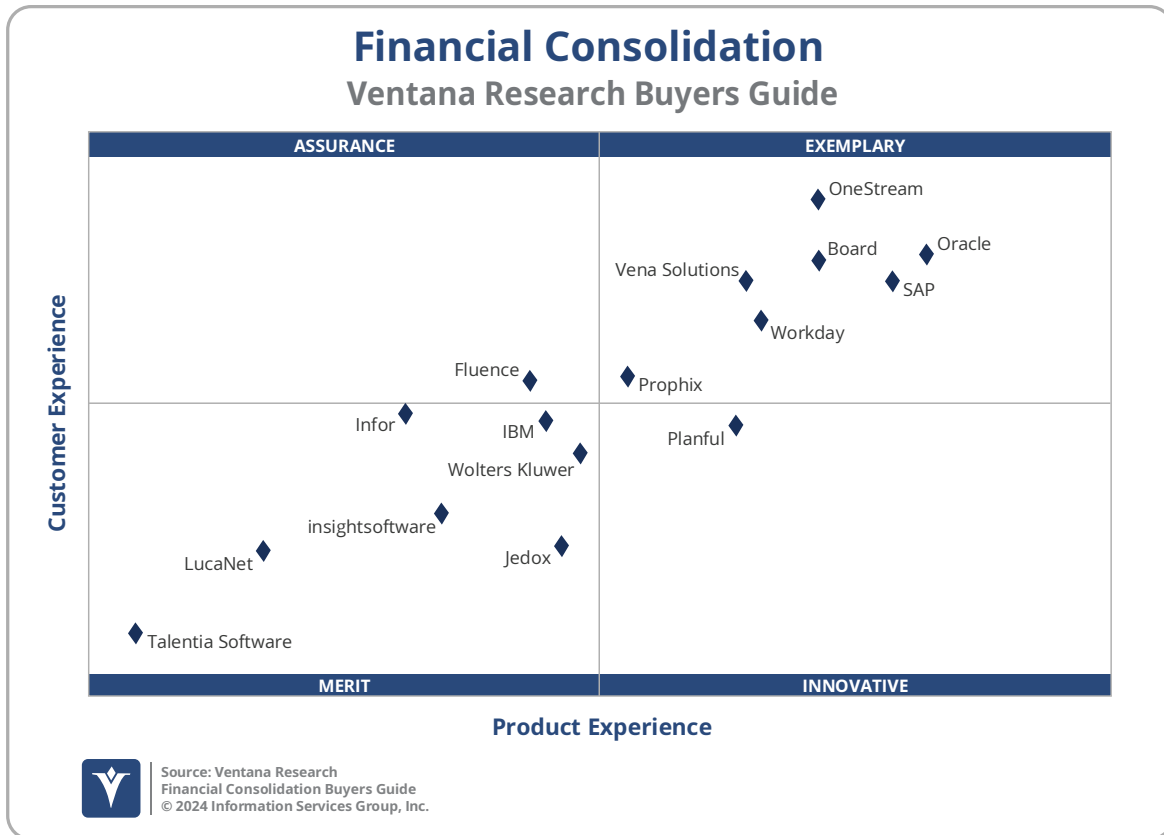 Financial Consolidation
Ventana Research Buyers Guide
ASSURANCE
EXEMPLARY
OneStream
Board
Oracle
Vena Solutions
SAP
Workday
Fluence
Prophix
Infor
IBM
Planful
Wolters Kluwer
insightsoftware
Jedox
LucaNet
Talentia Software
Customer Experience
MERIT
INNOVATIVE
Product Experience
Source: Ventana Research
Financial Consolidation Buyers Guide
© 2024 Information Services Group, Inc.